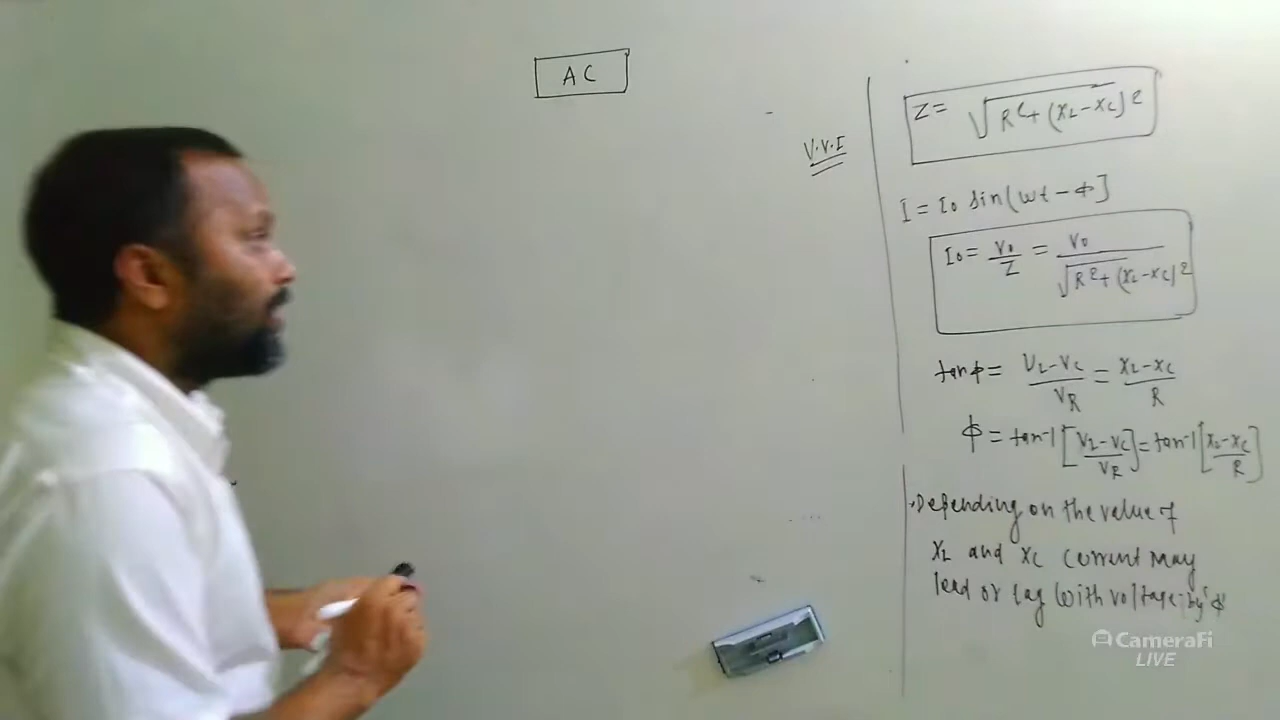 AC
V.V.I
Z = √R²+(XL-XC)²
I = I0 sin(wt-φ]
I0 = V0/Z = V0/√R²+(XL-XC)²
tanφ = VL-VC/VR = XL-XC/R
φ = tan-1[VL-VC/VR] = tan-1[XL-XC/R]
Depending on the value of
XL and XC current may
lead or lag with voltage by 'φ'
CameraFi
LIVE